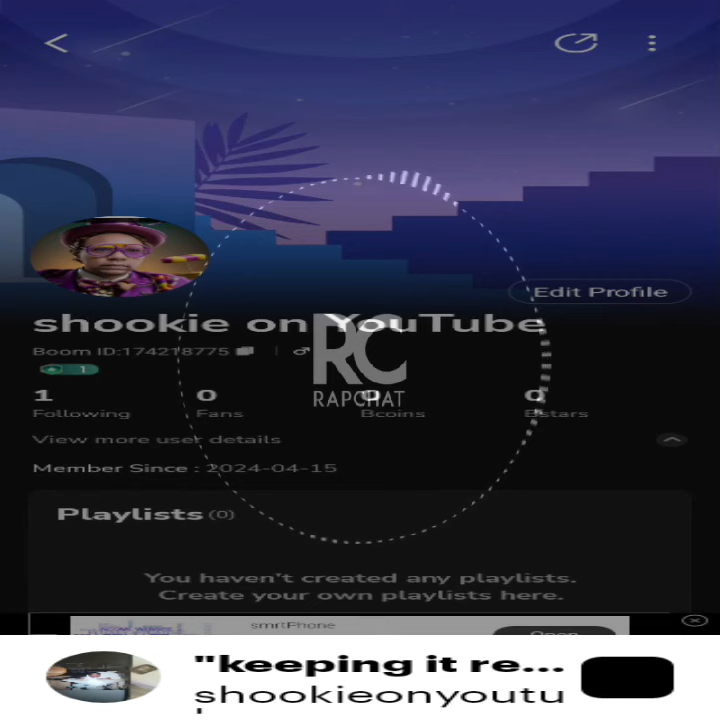 Edit Profile
shookie on YouTube
Boom ID:174218775
1
1 0 0 0
Following Fans Bcoins Bstars
RC
RAPCHAT
View more user details
Member Since : 2024-04-15
Playlists (0)
You haven't created any playlists.
Create your own playlists here.
smrtPhone
Open
"keeping it re...
shookieonyoutu